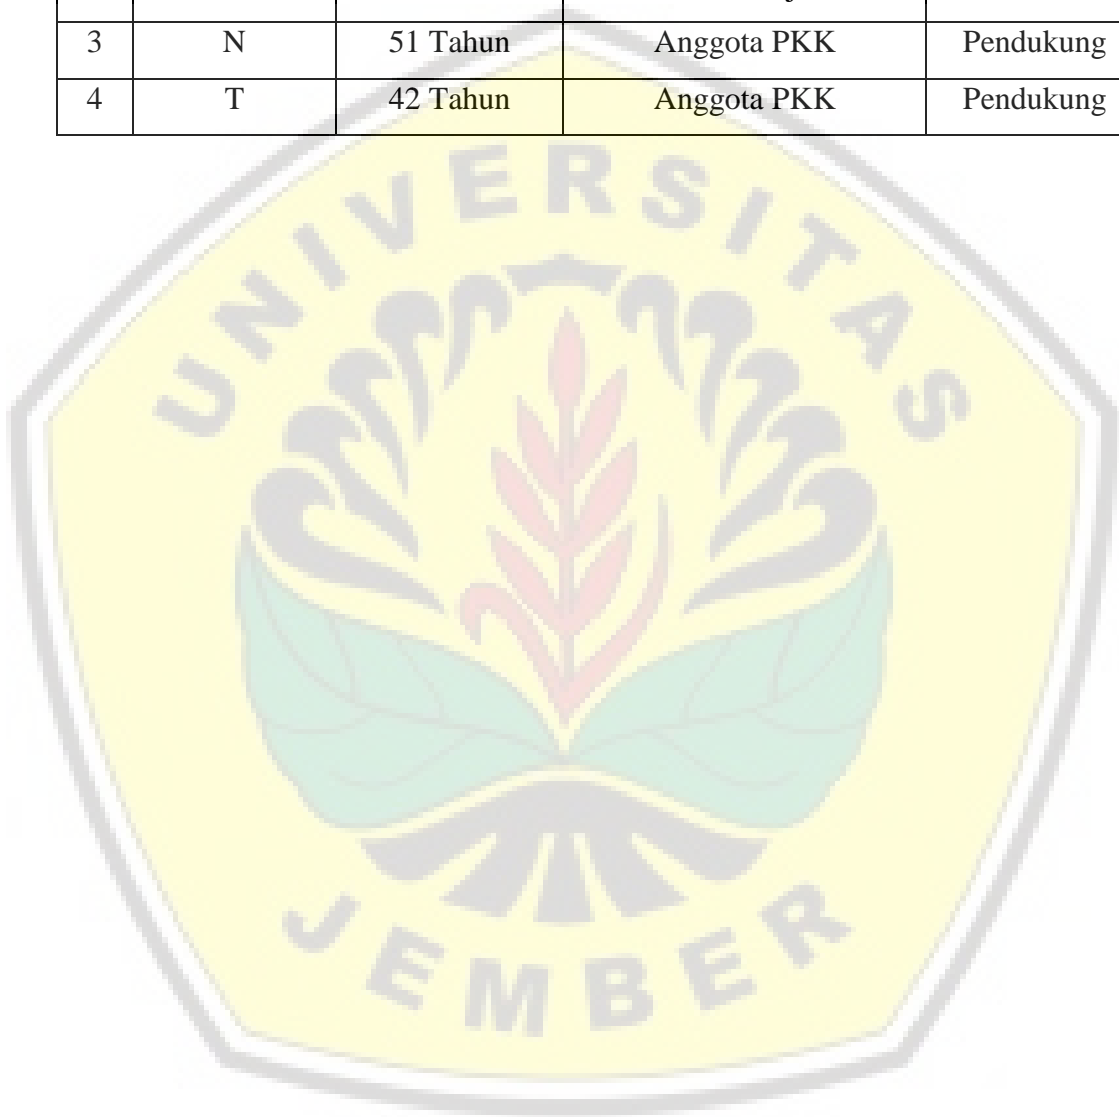 3 N 51 Tahun Anggota PKK Pendukung
4 T 42 Tahun Anggota PKK Pendukung
UNIVERSITAS
JEMBER